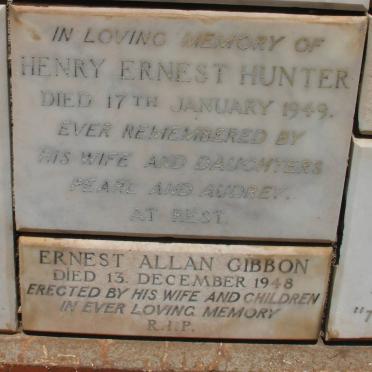 IN LOVING MEMORY OF
HENRY ERNEST HUNTER
DIED 17TH JANUARY 1949.
EVER REMEMBERED BY
HIS WIFE AND DAUGHTERS
PEARL AND AUDREY.
AT REST.
ERNEST ALLAN GIBBON
DIED 13. DECEMBER 1948
ERECTED BY HIS WIFE AND CHILDREN
IN EVER LOVING MEMORY
R.I.P.